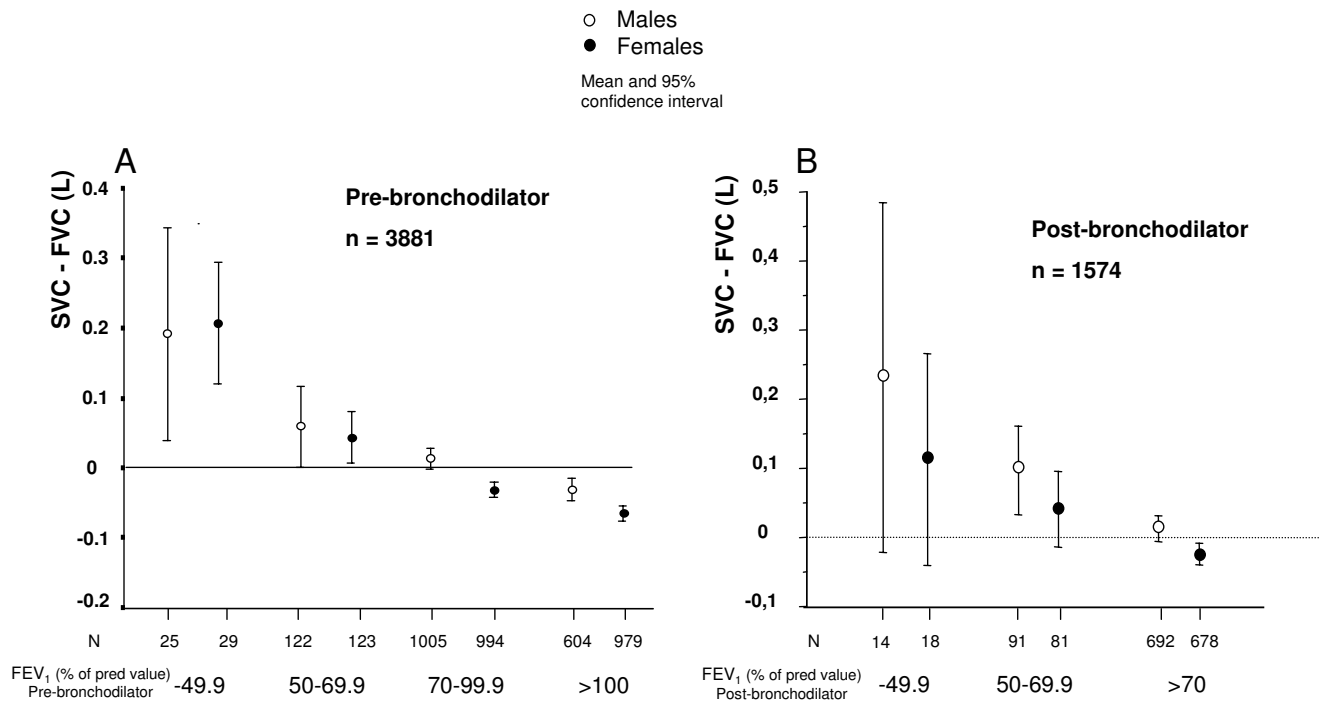 Males
Females
Mean and 95%
confidence interval
A
SVC - FVC (L)
0.4
0.3
0.2
0.1
0
-0.1
-0.2
Pre-bronchodilator
n = 3881
N 25 29 122 123 1005 994 604 979
FEV1 (% of pred value)
Pre-bronchodilator
-49.9 50-69.9 70-99.9 >100
B
SVC - FVC (L)
0,5
0,4
0,3
0,2
0,1
0
-0,1
Post-bronchodilator
n = 1574
N 14 18 91 81 692 678
FEV1 (% of pred value)
Post-bronchodilator
-49.9 50-69.9 >70